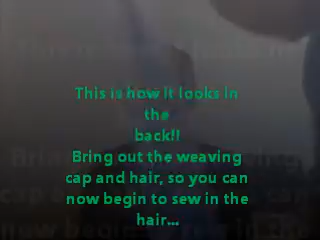 This is how it looks in
the
back!!
Bring out the weaving
cap and hair, so you can
now begin to sew in the
hair...